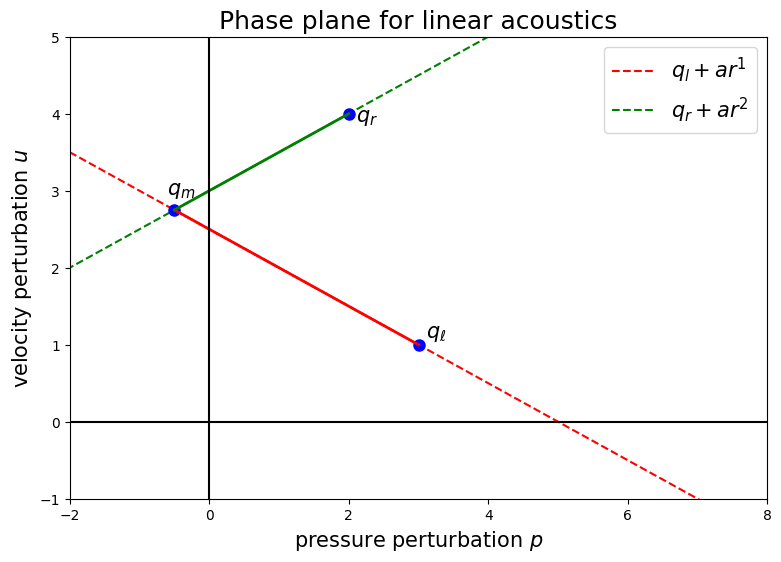 Phase plane for linear acoustics
velocity perturbation u
5
4
3
2
1
0
−1
q_l + ar^1
q_r + ar^2
q_r
q_m
q_ℓ
−2 0 2 4 6 8
pressure perturbation p